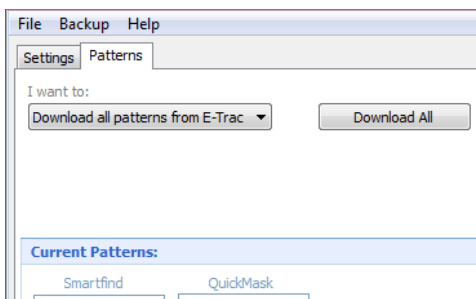 File Backup Help
Settings Patterns
I want to:
Download all patterns from E-Trac Download All
Current Patterns:
Smartfind QuickMask